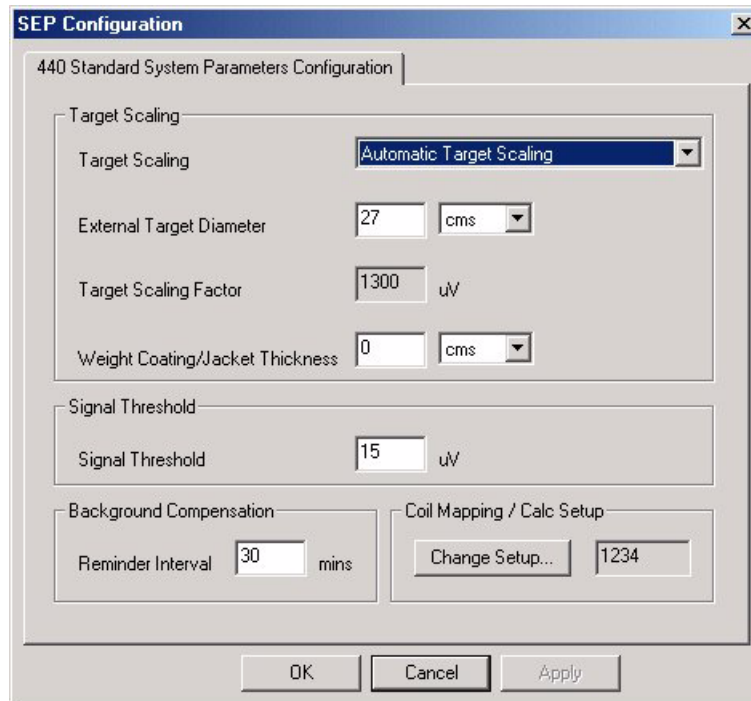 SEP Configuration
440 Standard System Parameters Configuration
Target Scaling
Target Scaling Automatic Target Scaling
External Target Diameter 27 cms
Target Scaling Factor 1300 uV
Weight Coating/Jacket Thickness 0 cms
Signal Threshold
Signal Threshold 15 uV
Background Compensation Coil Mapping / Calc Setup
Reminder Interval 30 mins Change Setup... 1234
OK Cancel Apply